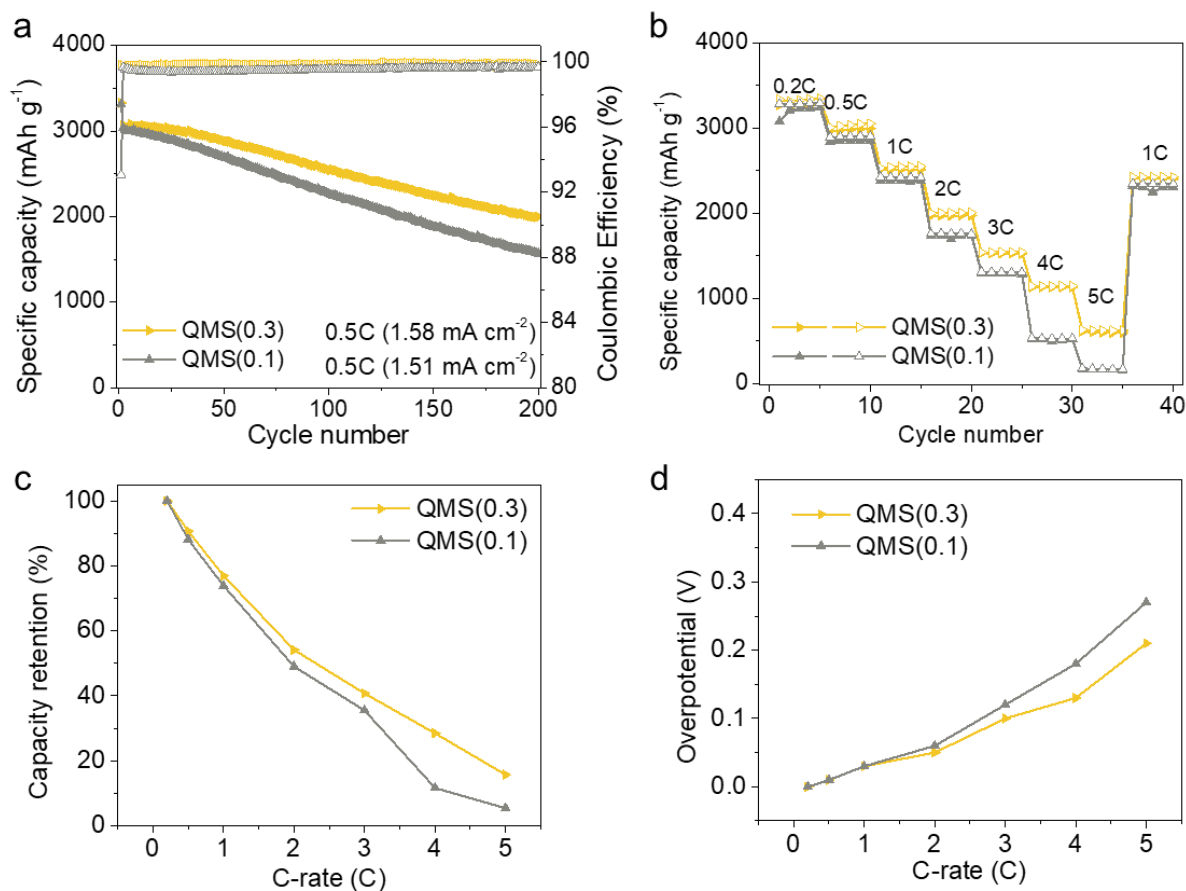 a
4000
3000
2000
1000
0
Specific capacity (mAh g⁻¹)
100
96
92
88
84
80
Coulombic Efficiency (%)
QMS(0.3) 0.5C (1.58 mA cm⁻²)
QMS(0.1) 0.5C (1.51 mA cm⁻²)
0 50 100 150 200
Cycle number
b
4000
3000
2000
1000
0
Specific capacity (mAh g⁻¹)
0.2C
0.5C
1C
2C
3C
4C
5C
1C
QMS(0.3)
QMS(0.1)
0 10 20 30 40
Cycle number
c
100
80
60
40
20
0
Capacity retention (%)
QMS(0.3)
QMS(0.1)
0 1 2 3 4 5
C-rate (C)
d
0.4
0.3
0.2
0.1
0.0
Overpotential (V)
QMS(0.3)
QMS(0.1)
0 1 2 3 4 5
C-rate (C)